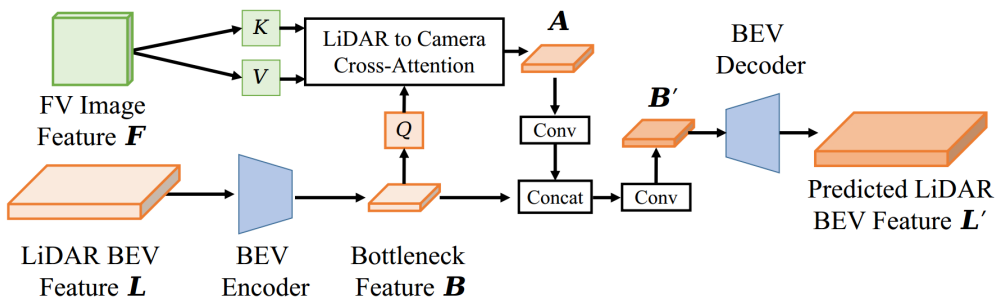 FV Image
Feature F
K
V
LiDAR to Camera
Cross-Attention
Q
A
Conv
Concat
Conv
B′
BEV
Decoder
LiDAR BEV
Feature L
BEV
Encoder
Bottleneck
Feature B
Predicted LiDAR
BEV Feature L′